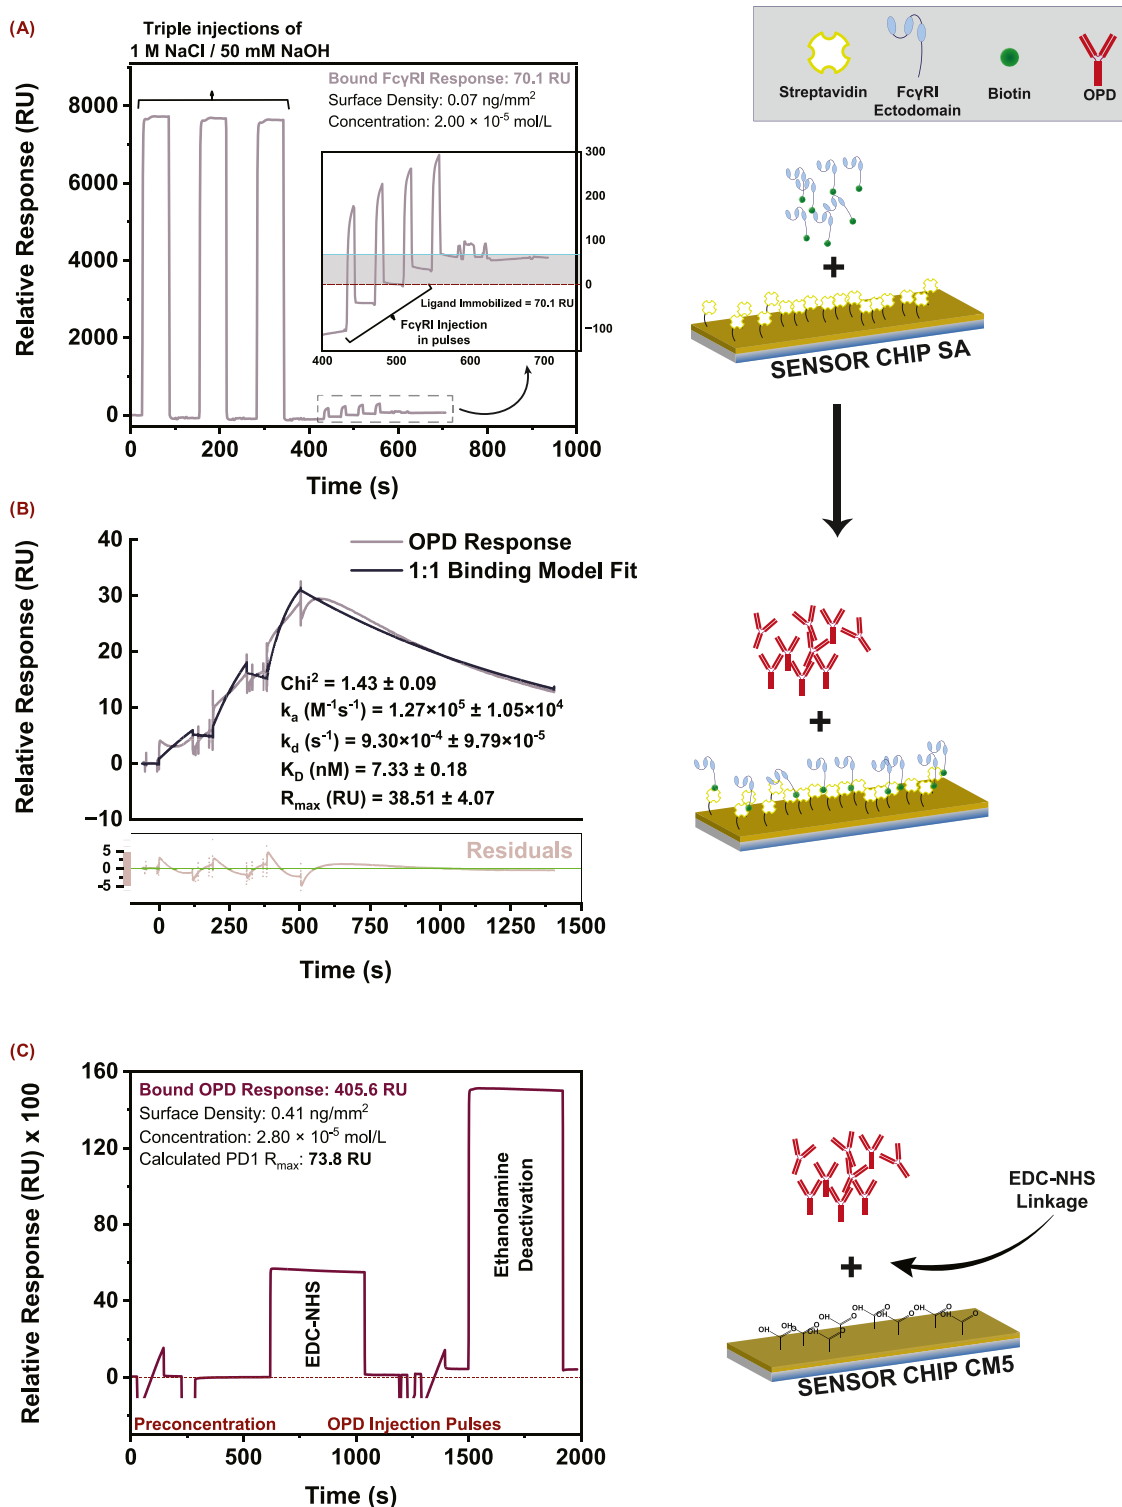 (A)
Triple injections of
1 M NaCl / 50 mM NaOH
Relative Response (RU)
8000
6000
4000
2000
0
Bound FcγRI Response: 70.1 RU
Surface Density: 0.07 ng/mm²
Concentration: 2.00 × 10⁻⁵ mol/L
300
200
100
0
−100
Ligand Immobilized = 70.1 RU
FcγRI Injection
in pulses
400 500 600 700
0 200 400 600 800 1000
Time (s)
Streptavidin
FcγRI
Ectodomain
Biotin
OPD
+
SENSOR CHIP SA
(B)
Relative Response (RU)
40
30
20
10
0
−10
OPD Response
1:1 Binding Model Fit
Chi² = 1.43 ± 0.09
kₐ (M⁻¹s⁻¹) = 1.27×10⁵ ± 1.05×10⁴
k_d (s⁻¹) = 9.30×10⁻⁴ ± 9.79×10⁻⁵
K_D (nM) = 7.33 ± 0.18
R_max (RU) = 38.51 ± 4.07
5
0
-5
Residuals
0 250 500 750 1000 1250 1500
Time (s)
+
(C)
Relative Response (RU) x 100
160
120
80
40
0
Bound OPD Response: 405.6 RU
Surface Density: 0.41 ng/mm²
Concentration: 2.80 × 10⁻⁵ mol/L
Calculated PD1 R_max: 73.8 RU
EDC-NHS
Ethanolamine
Deactivation
Preconcentration
OPD Injection Pulses
0 500 1000 1500 2000
Time (s)
EDC-NHS
Linkage
+
SENSOR CHIP CM5